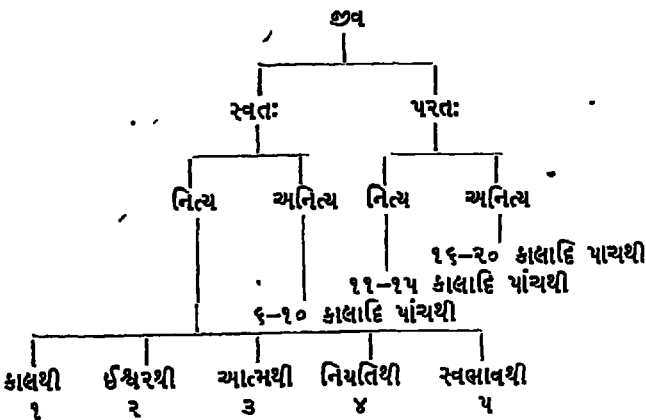 જીવ
સ્વતઃ પરતઃ
નિત્ય અનિત્ય નિત્ય અનિત્ય
૧૬–૨૦ કાલાદિ પાચથી
૧૧–૧૫ કાલાદિ પાંચથી
૬–૧૦ કાલાદિ પાંચથી
કાલથી ઈશ્વરથી આત્મથી નિયતિથી સ્વભાવથી
૧ ૨ ૩ ૪ ૫